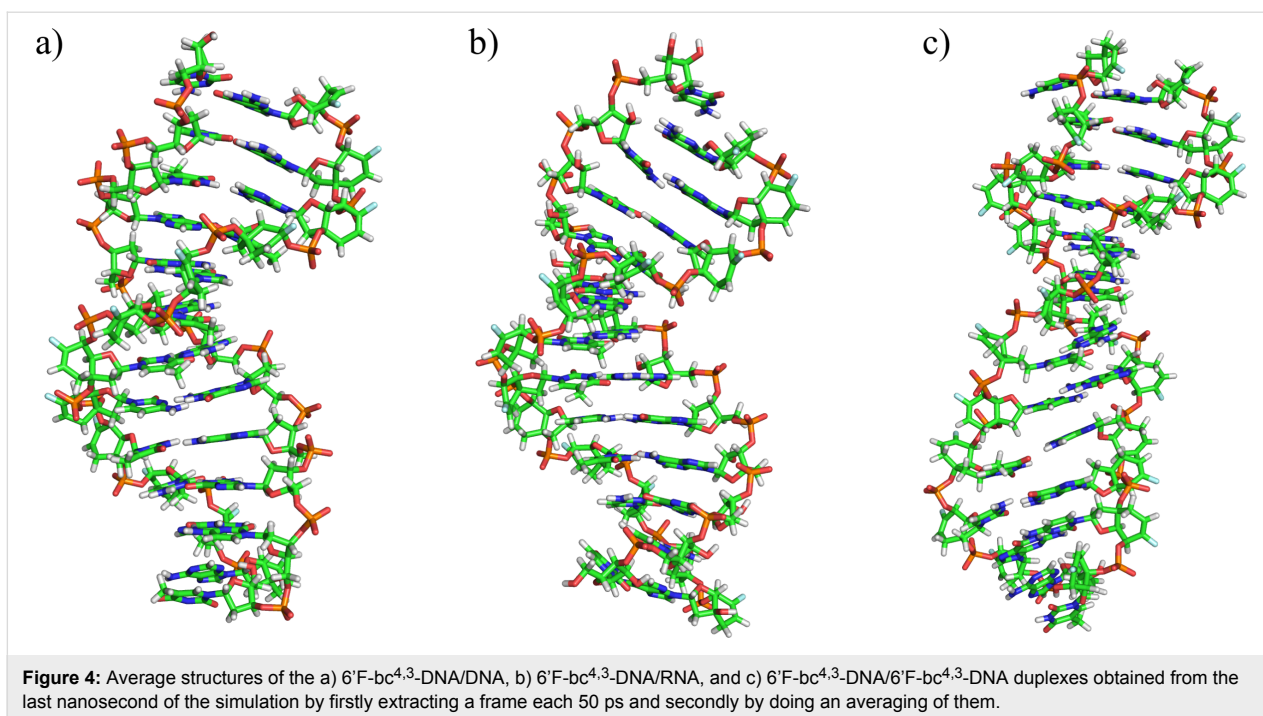 a) b) c)
Figure 4: Average structures of the a) 6’F-bc4,3-DNA/DNA, b) 6’F-bc4,3-DNA/RNA, and c) 6’F-bc4,3-DNA/6’F-bc4,3-DNA duplexes obtained from the
last nanosecond of the simulation by firstly extracting a frame each 50 ps and secondly by doing an averaging of them.